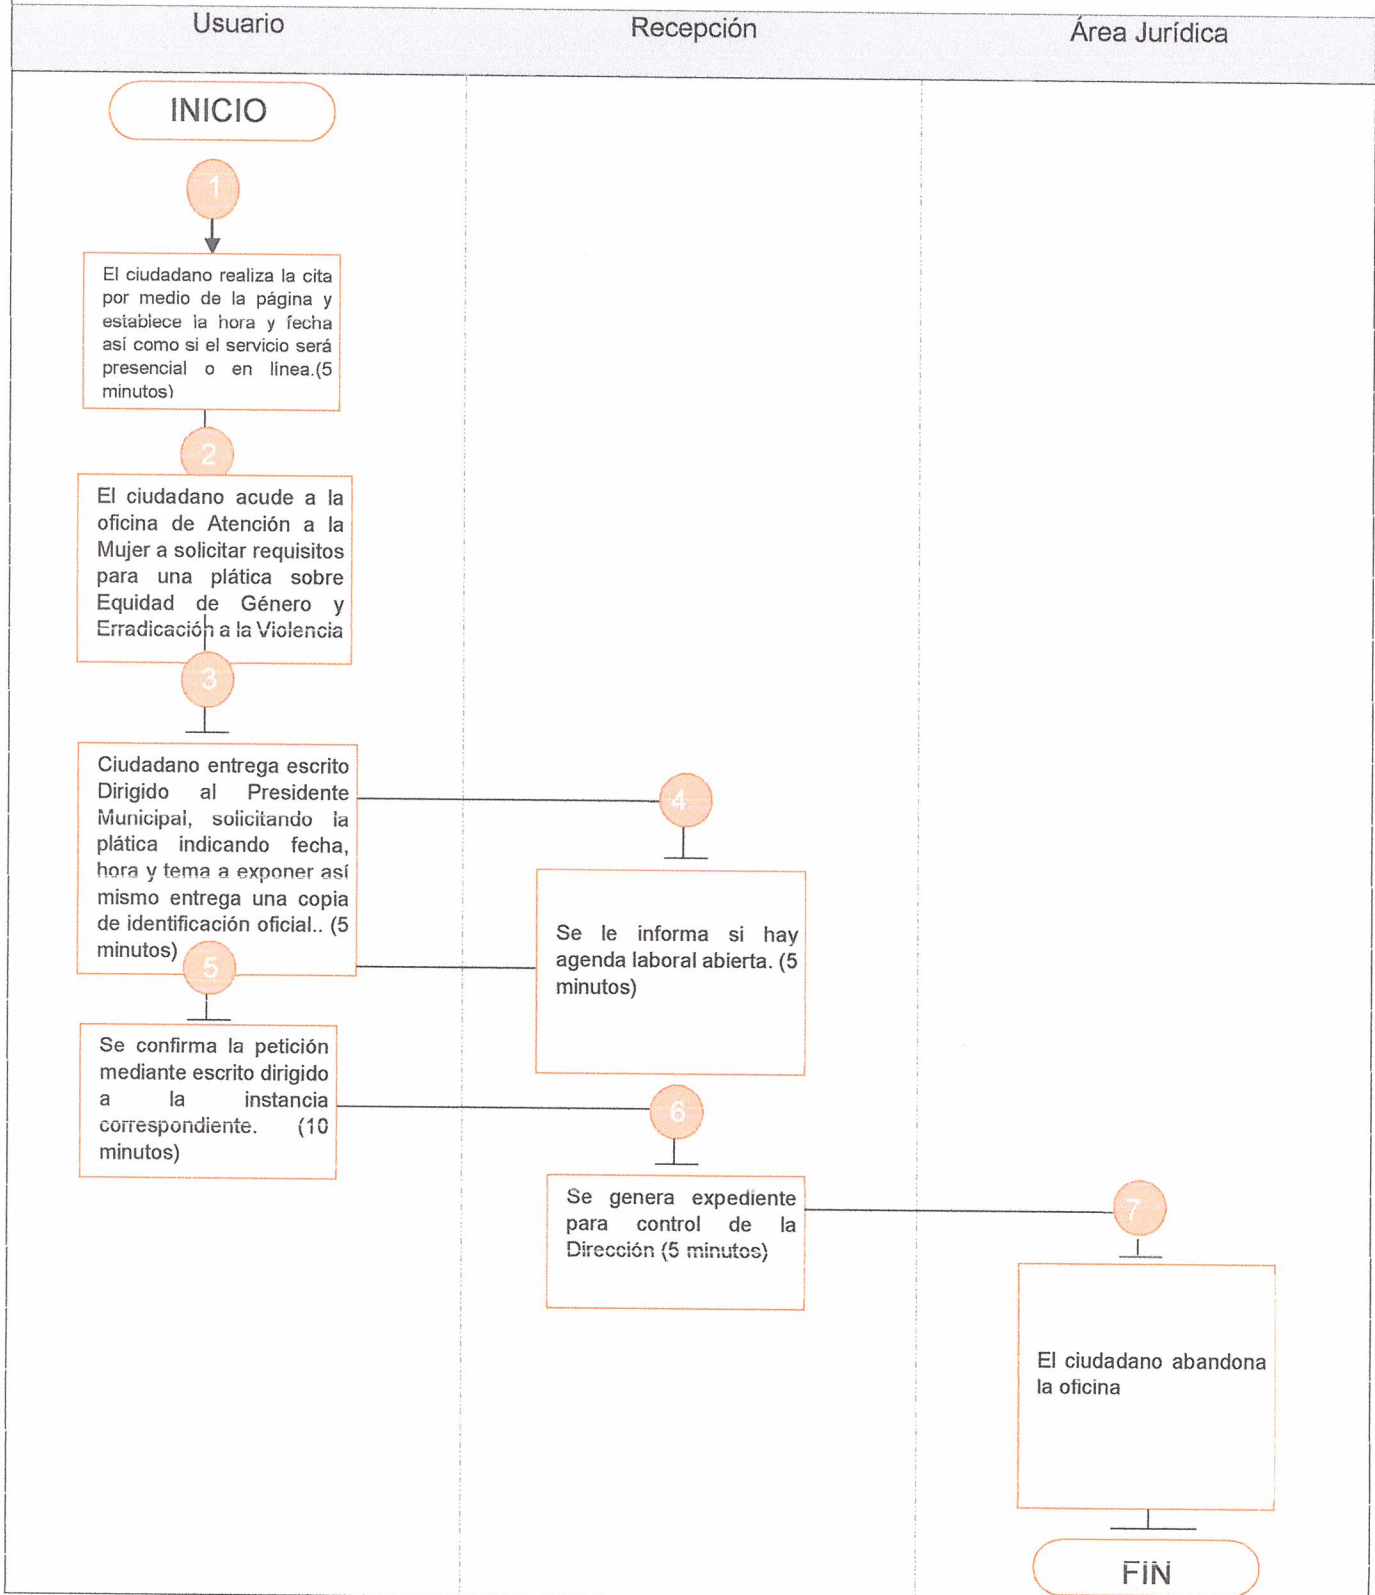 Usuario
Recepción
Área Jurídica
INICIO
1
El ciudadano realiza la cita
por medio de la página y
establece la hora y fecha
así como si el servicio será
presencial o en línea.(5
minutos)
2
El ciudadano acude a la
oficina de Atención a la
Mujer a solicitar requisitos
para una plática sobre
Equidad de Género y
Erradicación a la Violencia
3
Ciudadano entrega escrito
Dirigido al Presidente
Municipal, solicitando la
plática indicando fecha,
hora y tema a exponer así
mismo entrega una copia
de identificación oficial.. (5
minutos)
4
Se le informa si hay
agenda laboral abierta. (5
minutos)
5
Se confirma la petición
mediante escrito dirigido
a la instancia
correspondiente. (10
minutos)
6
Se genera expediente
para control de la
Dirección (5 minutos)
7
El ciudadano abandona
la oficina
FIN